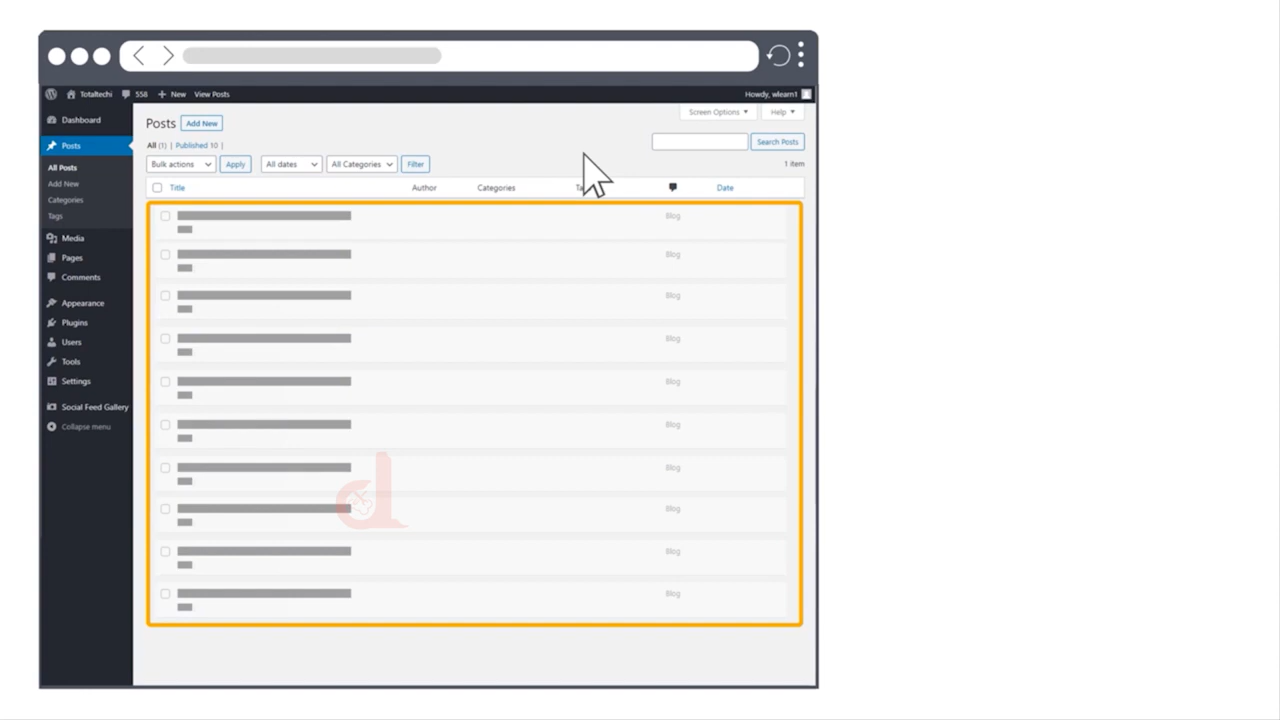 Totaltechi 558 New View Posts Howdy, wlearn1
Dashboard
Posts
All Posts
Add New
Categories
Tags
Media
Pages
Comments
Appearance
Plugins
Users
Tools
Settings
Social Feed Gallery
Collapse menu
Screen Options Help
Posts Add New
All (1) | Published 10 |
Search Posts
Bulk actions Apply All dates All Categories Filter 1 item
Title Author Categories Date
Blog
Blog
Blog
Blog
Blog
Blog
Blog
Blog
Blog
Blog